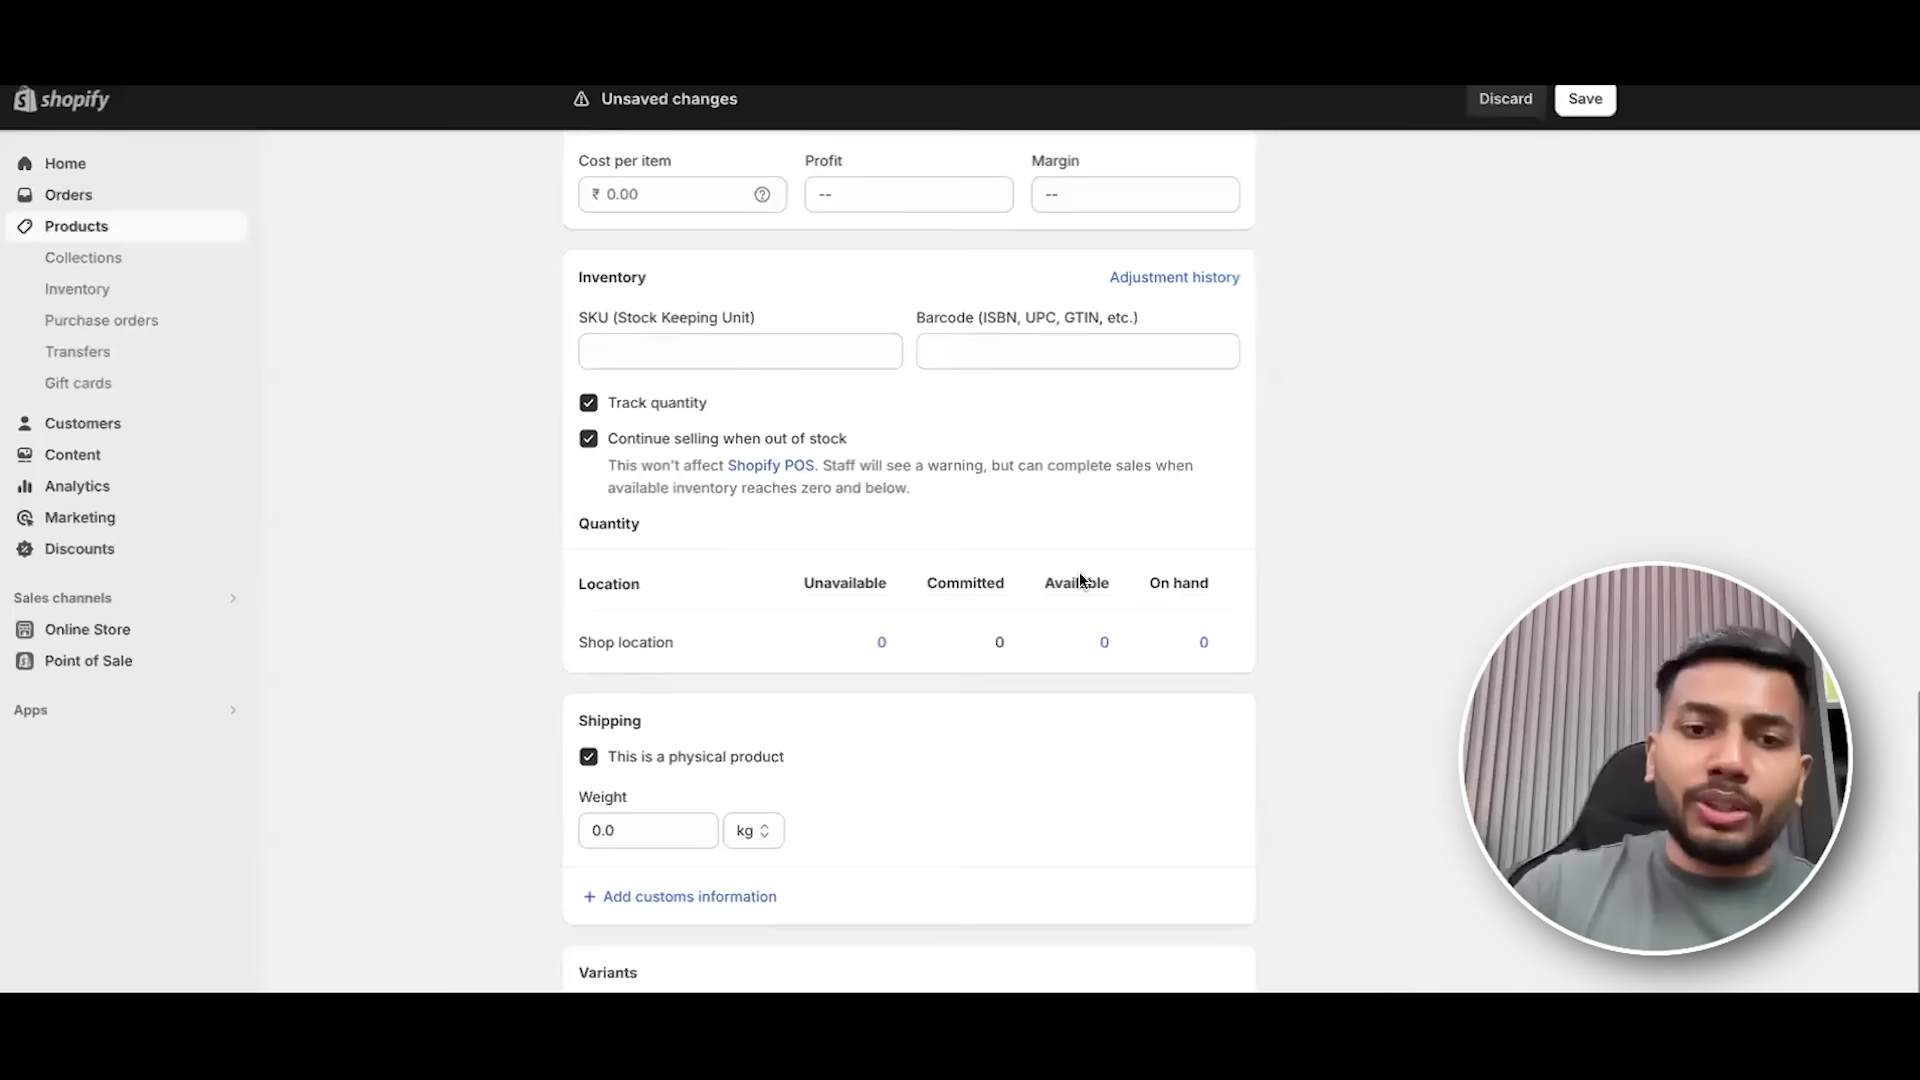 shopify
Unsaved changes
Discard
Save
Home
Orders
Products
Collections
Inventory
Purchase orders
Transfers
Gift cards
Customers
Content
Analytics
Marketing
Discounts
Sales channels
Online Store
Point of Sale
Apps
Cost per item
Profit
Margin
₹ 0.00
--
--
Inventory
Adjustment history
SKU (Stock Keeping Unit)
Barcode (ISBN, UPC, GTIN, etc.)
Track quantity
Continue selling when out of stock
This won't affect Shopify POS. Staff will see a warning, but can complete sales when
available inventory reaches zero and below.
Quantity
Location Unavailable Committed Available On hand
Shop location 0 0 0 0
Shipping
This is a physical product
Weight
0.0 kg
+ Add customs information
Variants